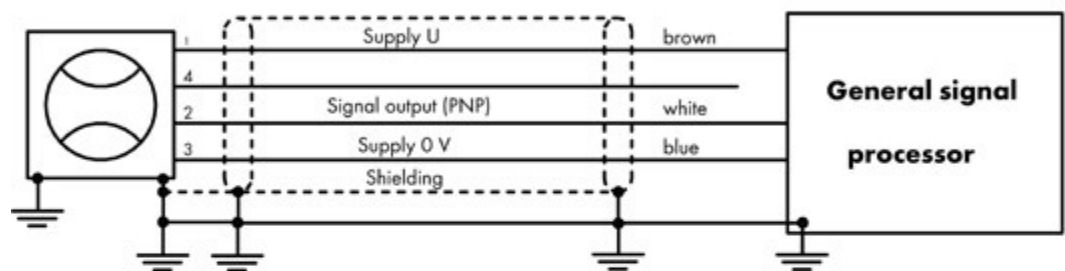 1
Supply U
brown
4
Signal output (PNP)
2
white
3
Supply 0 V
blue
Shielding
General signal
processor